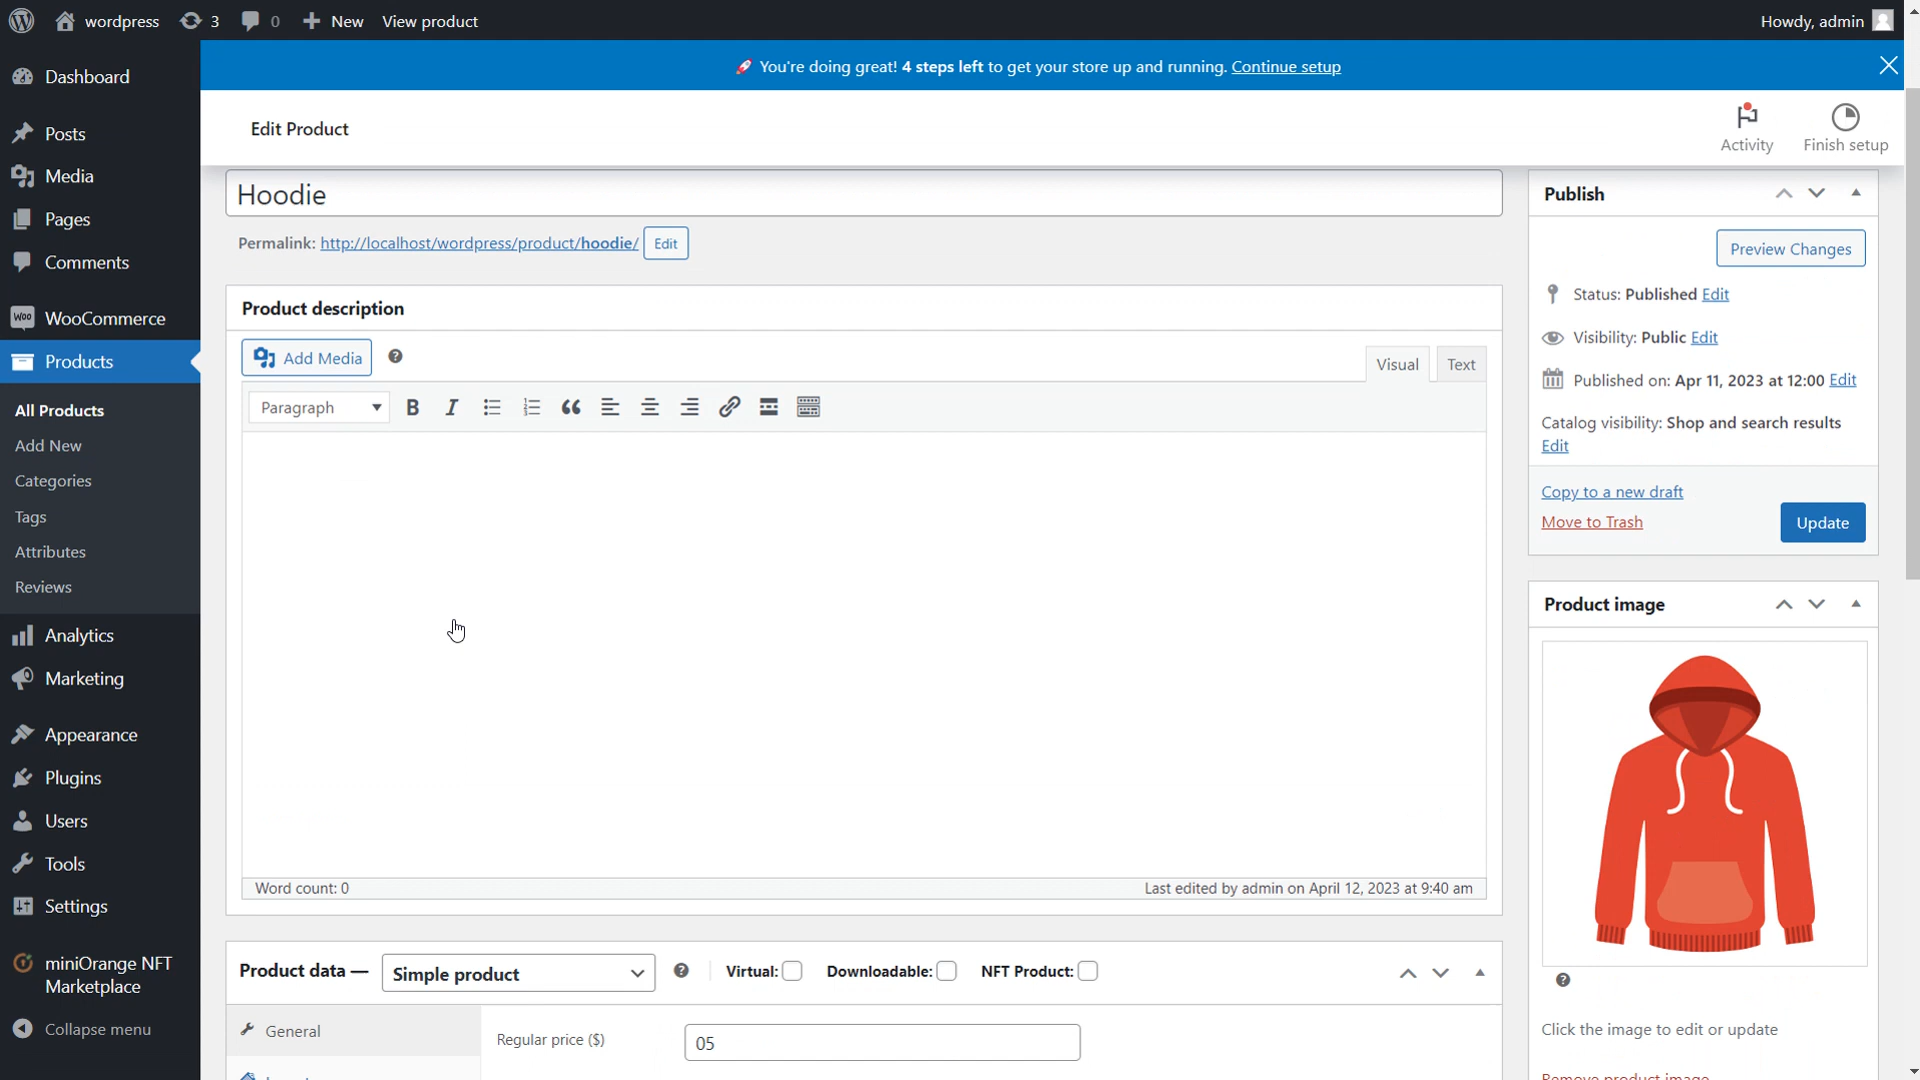 wordpress 3 0 New View product Howdy, admin
🚀 You're doing great! 4 steps left to get your store up and running. Continue setup
Edit Product
Activity
Finish setup
Dashboard
Posts
Media
Pages
Comments
WooCommerce
Products
All Products
Add New
Categories
Tags
Attributes
Reviews
Analytics
Marketing
Appearance
Plugins
Users
Tools
Settings
miniOrange NFT
Marketplace
Collapse menu
Hoodie
Permalink: http://localhost/wordpress/product/hoodie/ Edit
Product description
Add Media
Visual Text
Paragraph
Word count: 0
Last edited by admin on April 12, 2023 at 9:40 am
Product data — Simple product Virtual: Downloadable: NFT Product:
General
Regular price ($) 05
Publish
Preview Changes
Status: Published Edit
Visibility: Public Edit
Published on: Apr 11, 2023 at 12:00 Edit
Catalog visibility: Shop and search results
Edit
Copy to a new draft
Move to Trash
Update
Product image
Click the image to edit or update
Remove product image